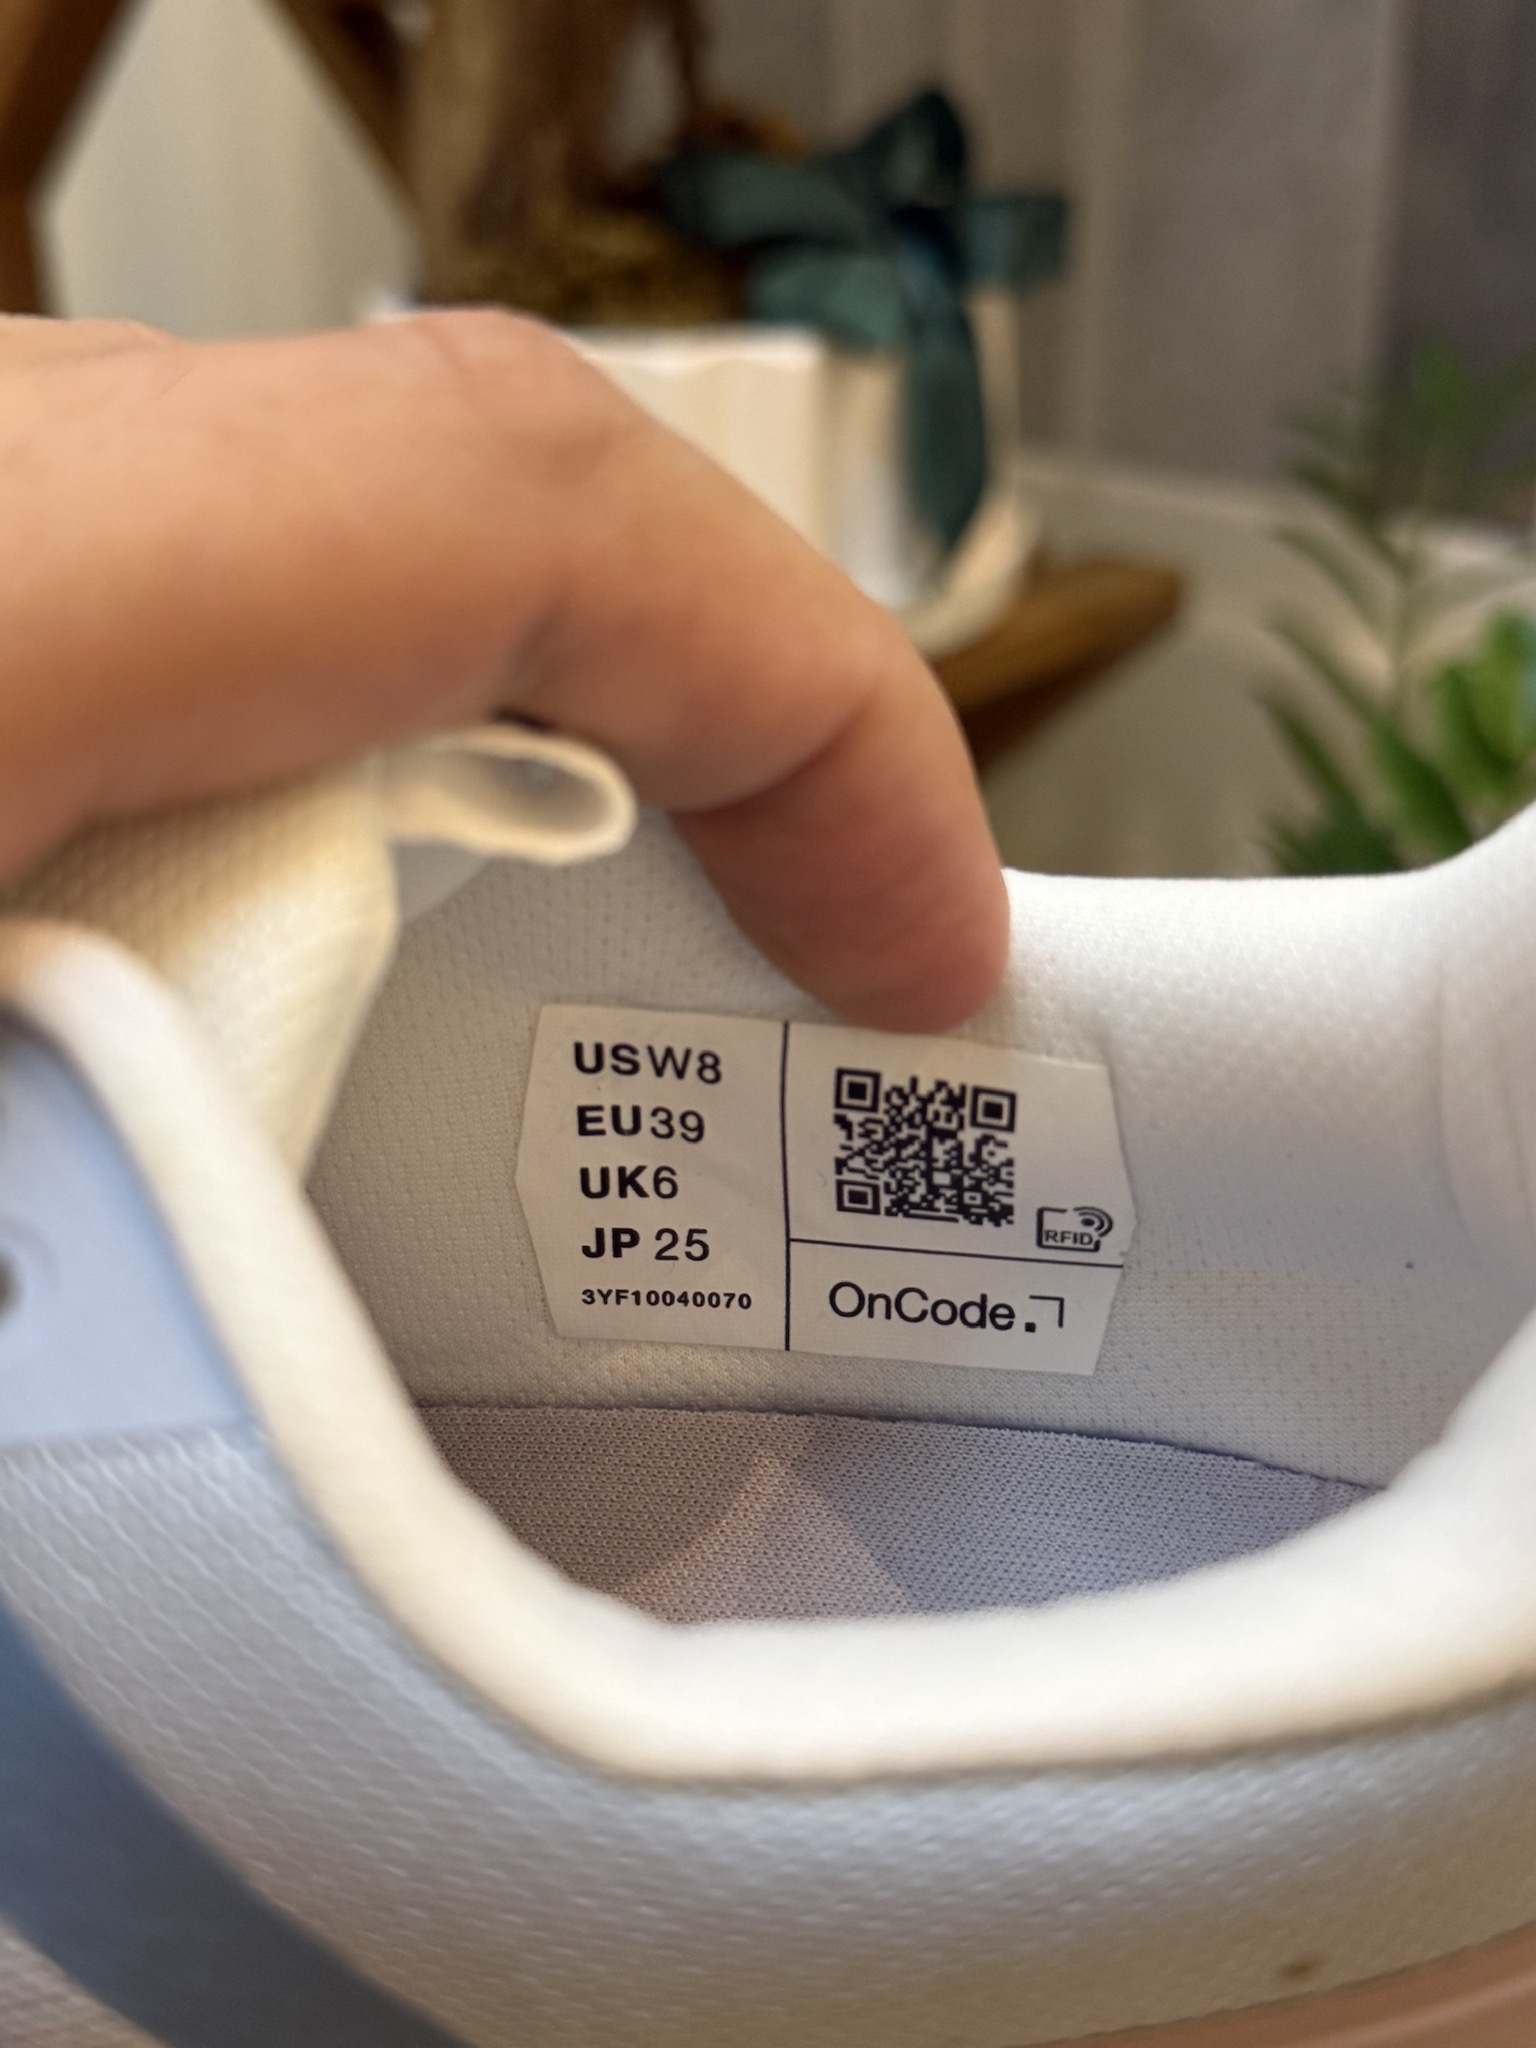 USW8
EU39
UK6
JP 25
3YF10040070
RFID
OnCode.